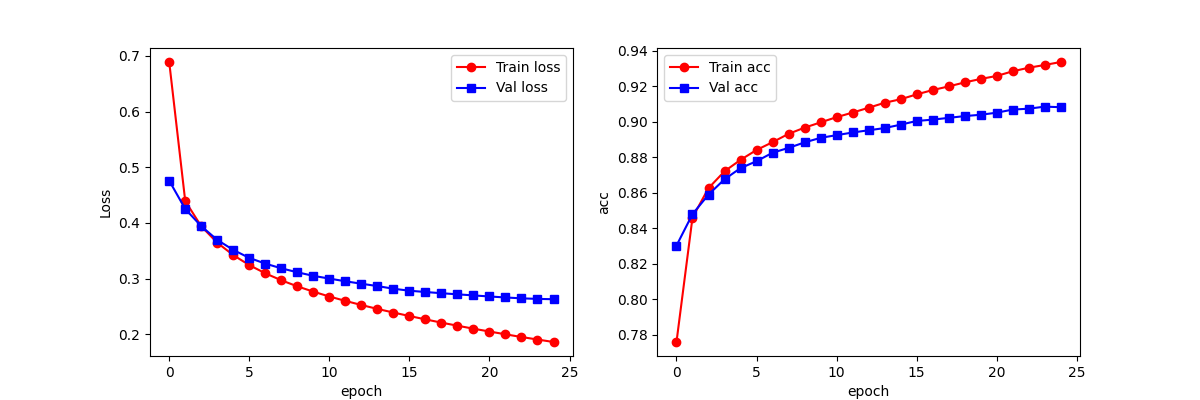 0.7
0.6
0.5
0.4
0.3
0.2
Loss
0 5 10 15 20 25
epoch
Train loss
Val loss
0.94
0.92
0.90
0.88
0.86
0.84
0.82
0.80
0.78
acc
0 5 10 15 20 25
epoch
Train acc
Val acc